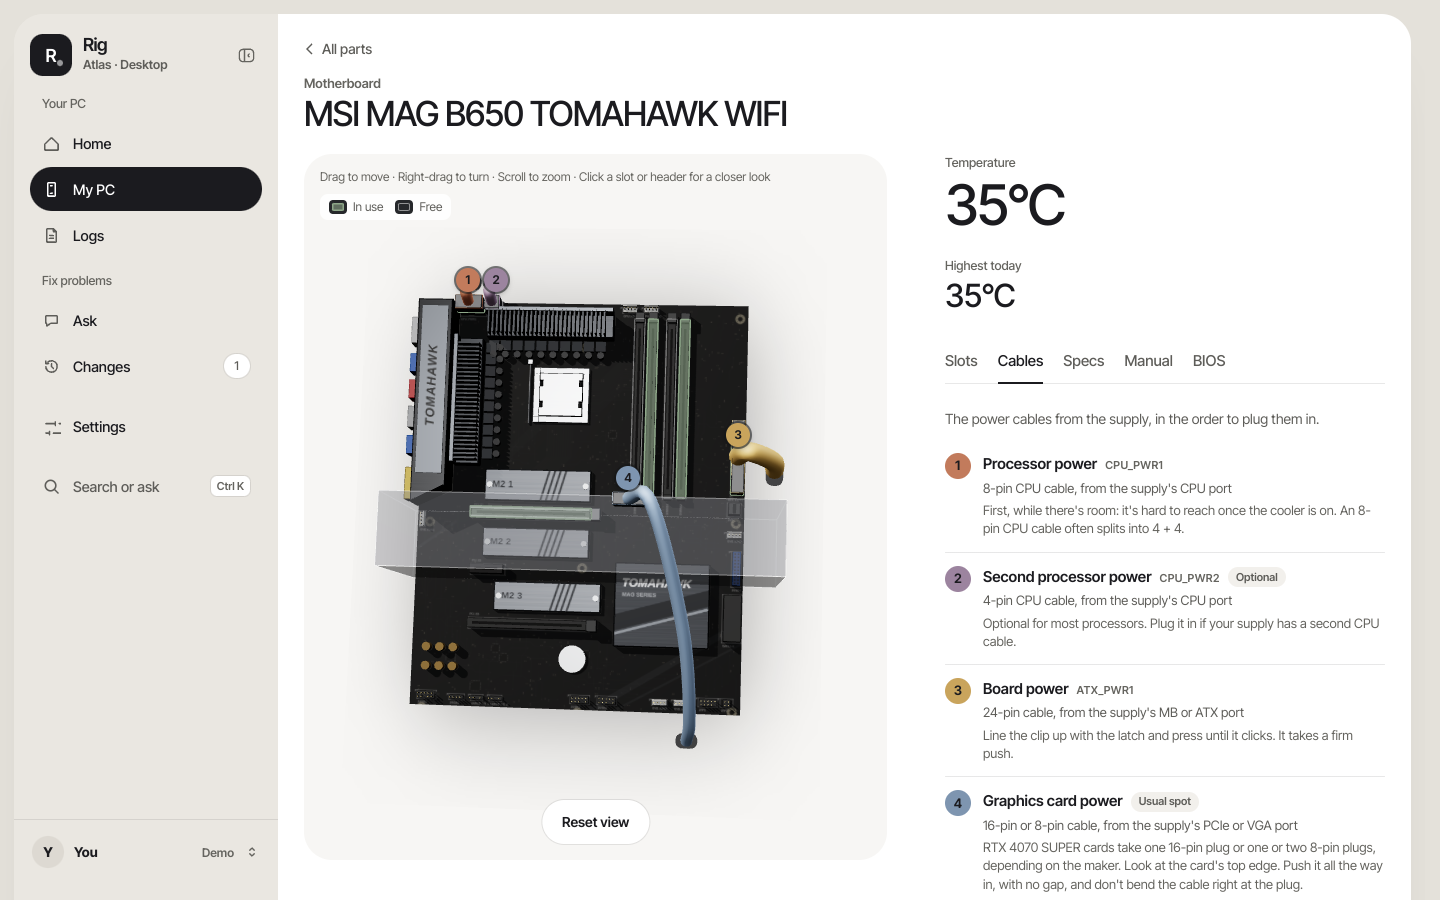 R
Rig
Atlas · Desktop
Your PC
Home
My PC
Logs
Fix problems
Ask
Changes
1
Settings
Search or ask
Ctrl K
Y
You
Demo
All parts
Motherboard
MSI MAG B650 TOMAHAWK WIFI
Drag to move · Right-drag to turn · Scroll to zoom · Click a slot or header for a closer look
In use
Free
1
2
TOMAHAWK
3
4
M2 1
M2 2
M2 3
TOMAHAWK
MAG SERIES
Reset view
Temperature
35°C
Highest today
35°C
Slots
Cables
Specs
Manual
BIOS
The power cables from the supply, in the order to plug them in.
1
Processor power CPU_PWR1
8-pin CPU cable, from the supply's CPU port
First, while there's room: it's hard to reach once the cooler is on. An 8-
pin CPU cable often splits into 4 + 4.
2
Second processor power CPU_PWR2 Optional
4-pin CPU cable, from the supply's CPU port
Optional for most processors. Plug it in if your supply has a second CPU
cable.
3
Board power ATX_PWR1
24-pin cable, from the supply's MB or ATX port
Line the clip up with the latch and press until it clicks. It takes a firm
push.
4
Graphics card power Usual spot
16-pin or 8-pin cable, from the supply's PCIe or VGA port
RTX 4070 SUPER cards take one 16-pin plug or one or two 8-pin plugs,
depending on the maker. Look at the card's top edge. Push it all the way
in, with no gap, and don't bend the cable right at the plug.